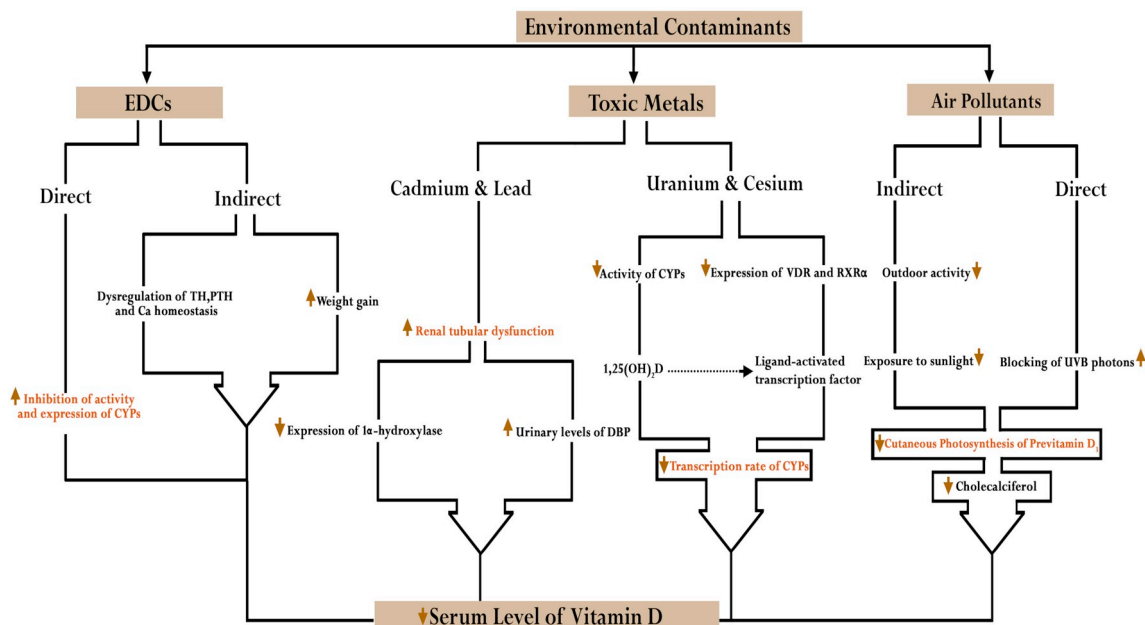 Environmental Contaminants
EDCs
Toxic Metals
Air Pollutants
Direct
Indirect
Cadmium & Lead
Uranium & Cesium
Indirect
Direct
Dysregulation of TH,PTH
and Ca homeostasis
Weight gain
Inhibition of activity
and expression of CYPs
Renal tubular dysfunction
Expression of 1α-hydroxylase
Urinary levels of DBP
Activity of CYPs
Expression of VDR and RXRα
1,25(OH)₂D
Ligand-activated
transcription factor
Transcription rate of CYPs
Outdoor activity
Exposure to sunlight
Blocking of UVB photons
Cutaneous Photosynthesis of Previtamin D₃
Cholecalciferol
Serum Level of Vitamin D